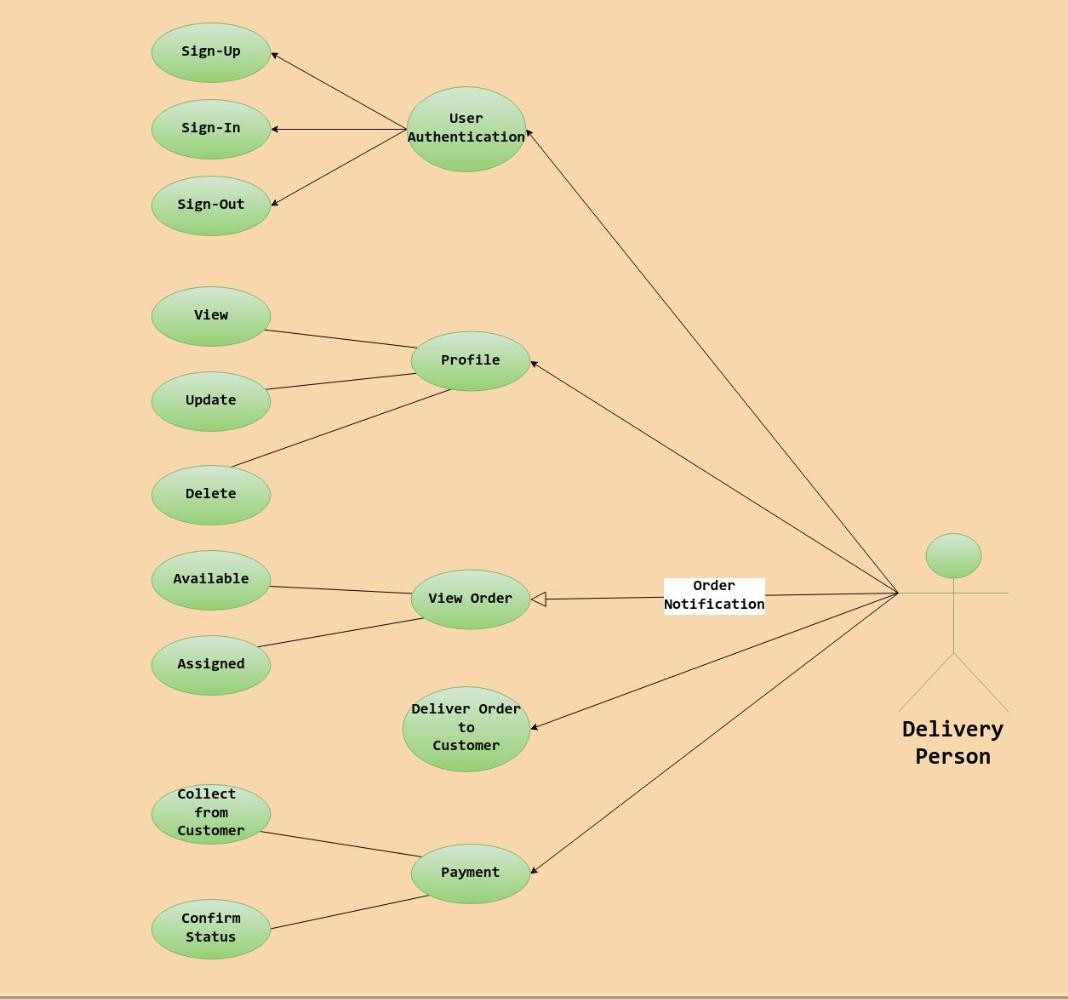 Sign-Up
Sign-In
Sign-Out
User
Authentication
View
Update
Delete
Profile
Available
Assigned
View Order
Order
Notification
Deliver Order
to
Customer
Collect
from
Customer
Confirm
Status
Payment
Delivery
Person